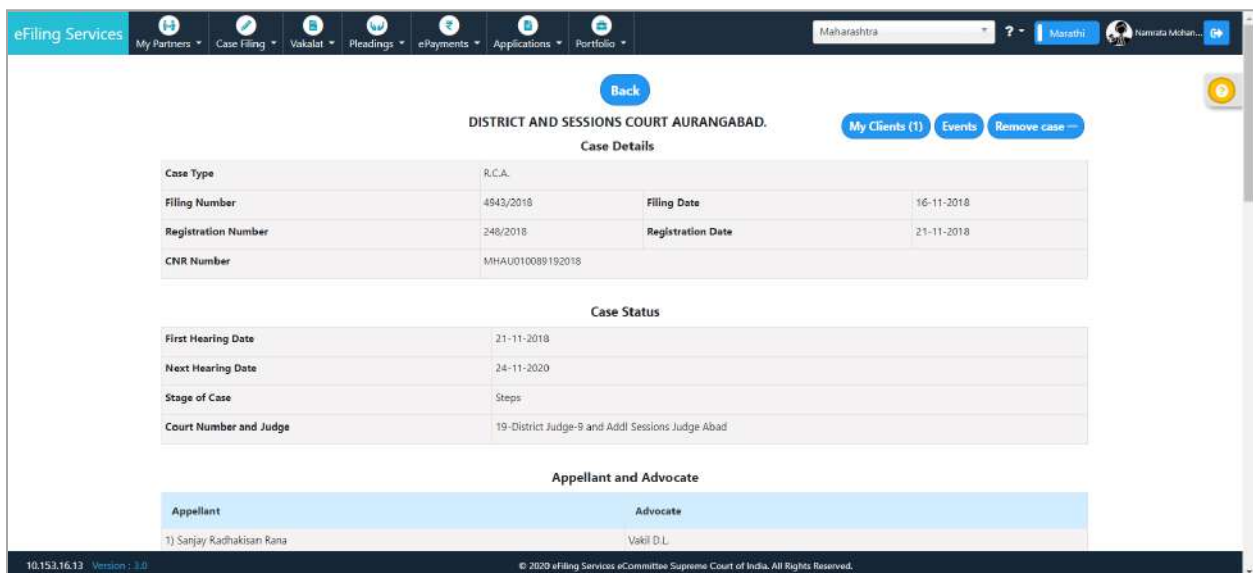 eFiling Services
My Partners Case Filing Vakalat Pleadings ePayments Applications Portfolio Maharashtra ? Marathi Namrata Mohan...
Back
DISTRICT AND SESSIONS COURT AURANGABAD.
My Clients (1) Events Remove case —
Case Details
Case Type R.C.A.
Filing Number 4943/2018 Filing Date 16-11-2018
Registration Number 248/2018 Registration Date 21-11-2018
CNR Number MHAU010089192018
Case Status
First Hearing Date 21-11-2018
Next Hearing Date 24-11-2020
Stage of Case Steps
Court Number and Judge 19-District Judge-9 and Addl Sessions Judge Abad
Appellant and Advocate
Appellant Advocate
1) Sanjay Radhakisan Rana Vakil D.L.
10.153.16.13 Version : 3.0 © 2020 eFiling Services eCommittee Supreme Court of India. All Rights Reserved.